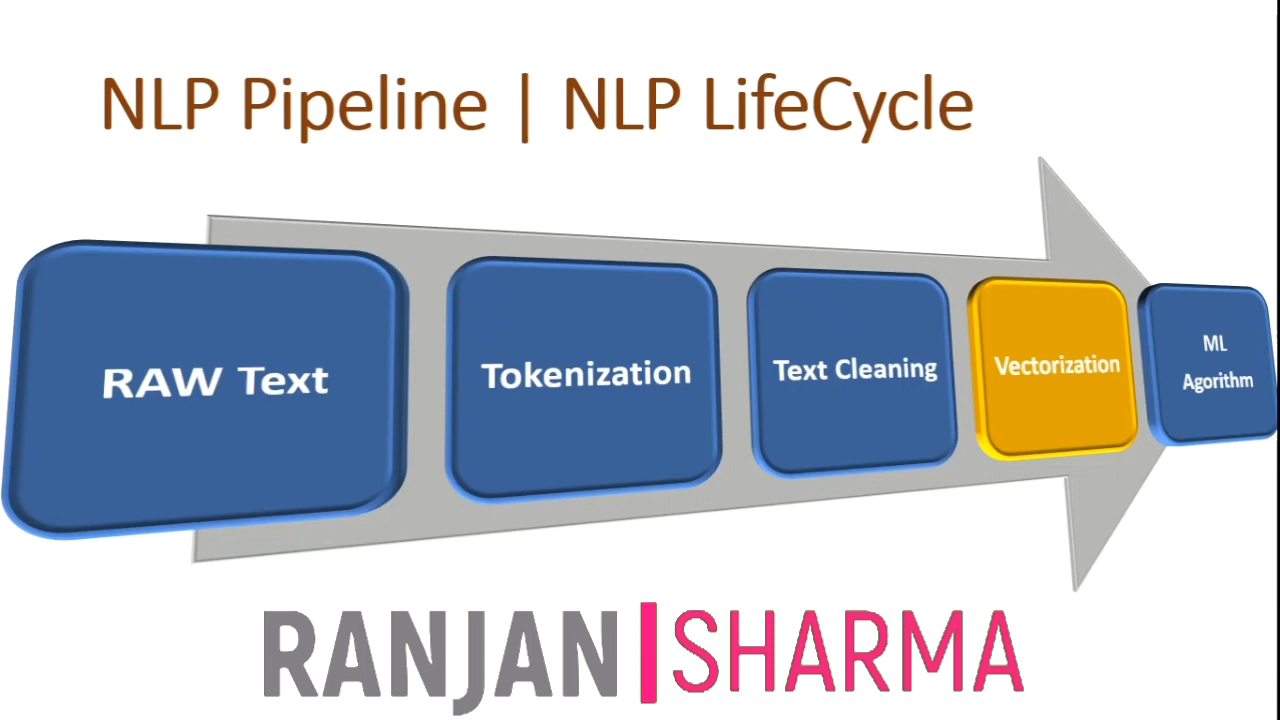 NLP Pipeline | NLP LifeCycle
RAW Text
Tokenization
Text Cleaning
Vectorization
ML
Agorithm
RANJAN|SHARMA